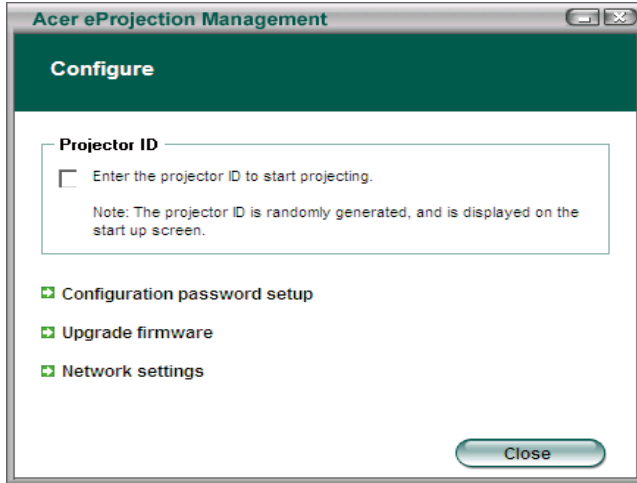 Acer eProjection Management
Configure
Projector ID
Enter the projector ID to start projecting.
Note: The projector ID is randomly generated, and is displayed on the
start up screen.
Configuration password setup
Upgrade firmware
Network settings
Close